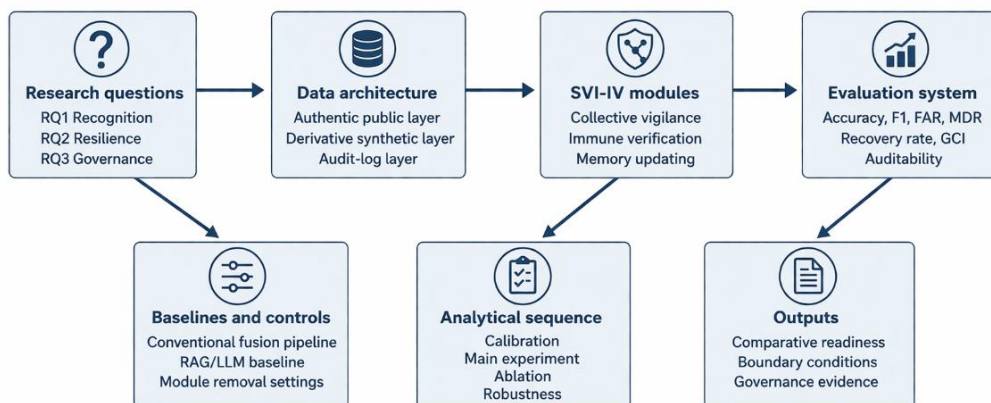 ?
Research questions
RQ1 Recognition
RQ2 Resilience
RQ3 Governance
Data architecture
Authentic public layer
Derivative synthetic layer
Audit-log layer
SVI-IV modules
Collective vigilance
Immune verification
Memory updating
Evaluation system
Accuracy, F1, FAR, MDR
Recovery rate, GCI
Auditability
Baselines and controls
Conventional fusion pipeline
RAG/LLM baseline
Module removal settings
Analytical sequence
Calibration
Main experiment
Ablation
Robustness
Outputs
Comparative readiness
Boundary conditions
Governance evidence